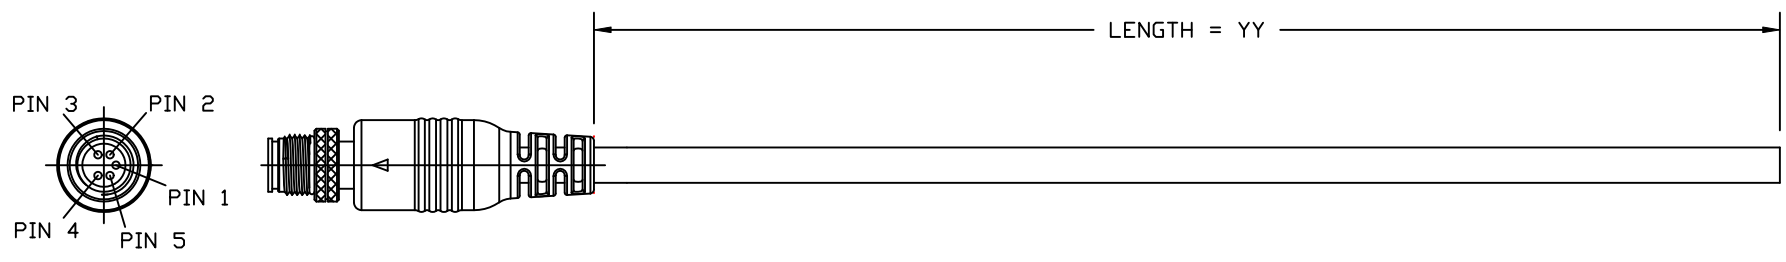 LENGTH = YY
PIN 3
PIN 2
PIN 1
PIN 4
PIN 5